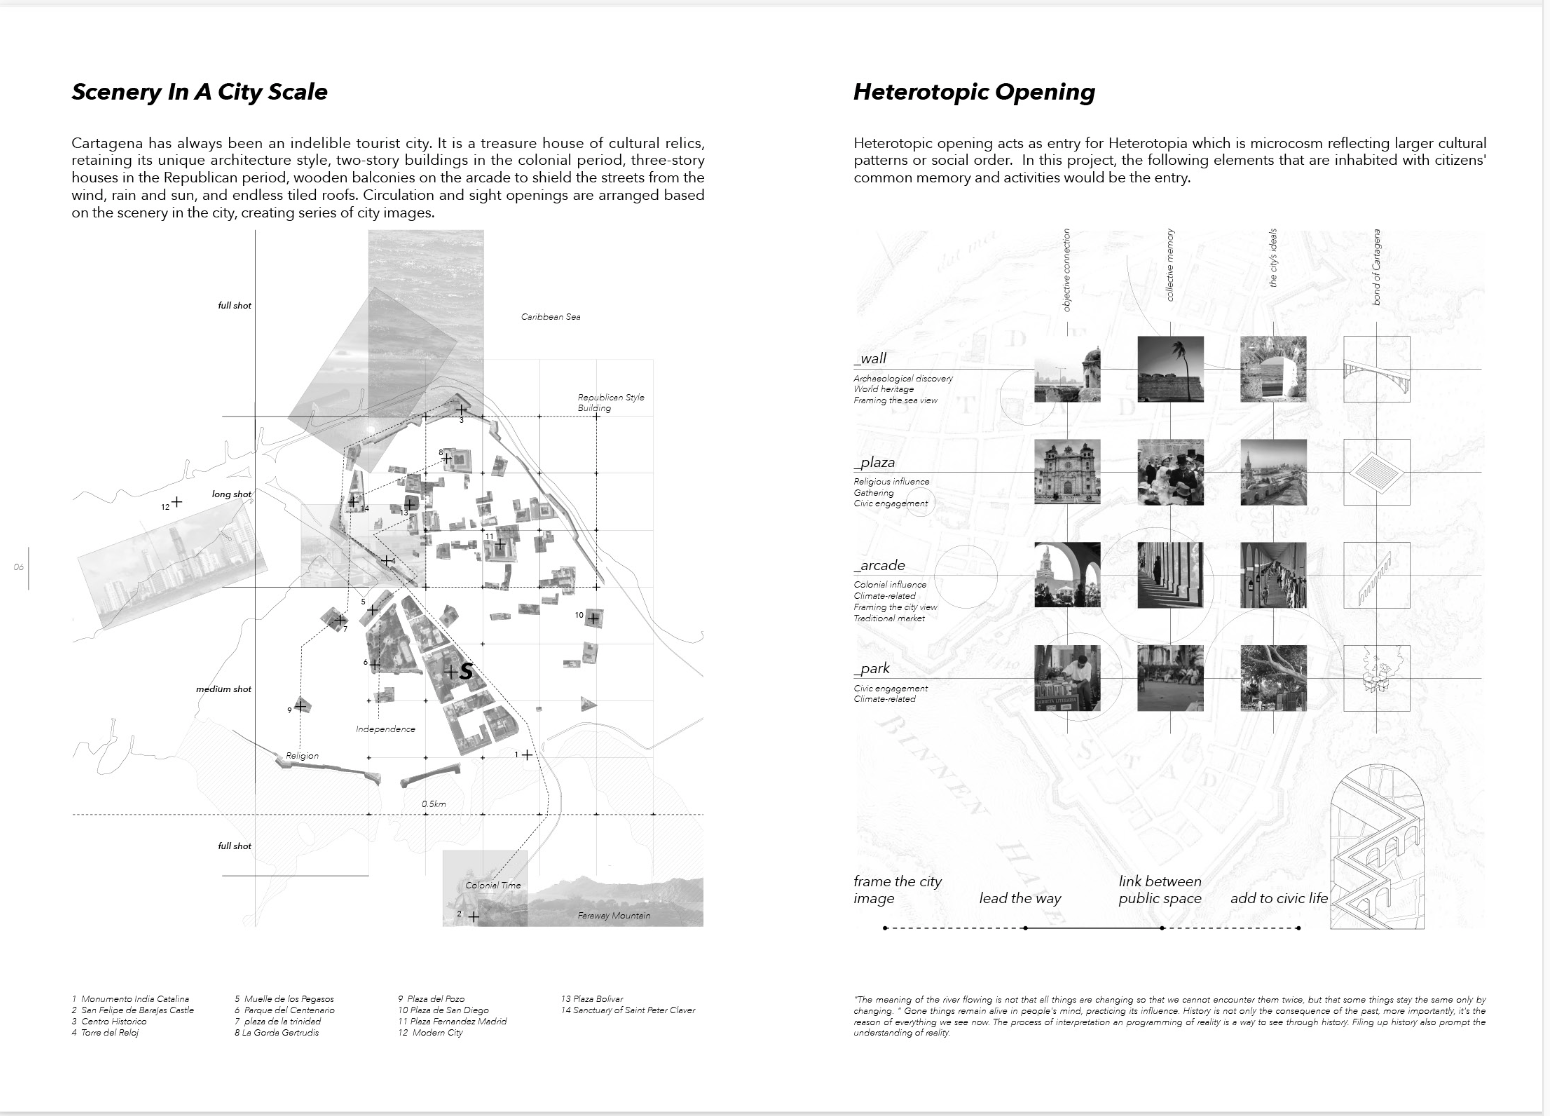 Scenery In A City Scale
Cartagena has always been an indelible tourist city. It is a treasure house of cultural relics,
retaining its unique architecture style, two-story buildings in the colonial period, three-story
houses in the Republican period, wooden balconies on the arcade to shield the streets from the
wind, rain and sun, and endless tiled roofs. Circulation and sight openings are arranged based
on the scenery in the city, creating series of city images.
full shot
Caribbean Sea
Republican Style
Building
3
8
long shot
12
14
13
11
06
5
10
7
6
S
medium shot
9
Independence
1
Religion
0.5km
full shot
Colonial Time
2
Faraway Mountain
1 Monumento India Catalina
2 San Felipe de Barajas Castle
3 Centro Historico
4 Torre del Reloj
5 Muelle de los Pegasos
6 Parque del Centenario
7 plaza de la trinidad
8 La Gorda Gertrudis
9 Plaza del Pozo
10 Plaza de San Diego
11 Plaza Fernandez Madrid
12 Modern City
13 Plaza Bolivar
14 Sanctuary of Saint Peter Claver
Heterotopic Opening
Heterotopic opening acts as entry for Heterotopia which is microcosm reflecting larger cultural
patterns or social order. In this project, the following elements that are inhabited with citizens'
common memory and activities would be the entry.
objective connection
collective memory
the city's ideals
bond of Cartagena
_wall
Archaeological discovery
World heritage
Framing the sea view
_plaza
Religious influence
Gathering
Civic engagement
_arcade
Colonial influence
Climate-related
Framing the city view
Traditional market
_park
Civic engagement
Climate-related
BINNEN
STAD
frame the city
image
lead the way
link between
public space
add to civic life
"The meaning of the river flowing is not that all things are changing so that we cannot encounter them twice, but that some things stay the same only by
changing. " Gone things remain alive in people's mind, practicing its influence. History is not only the consequence of the past, more importantly, it's the
reason of everything we see now. The process of interpretation an programming of reality is a way to see through history. Filing up history also prompt the
understanding of reality.